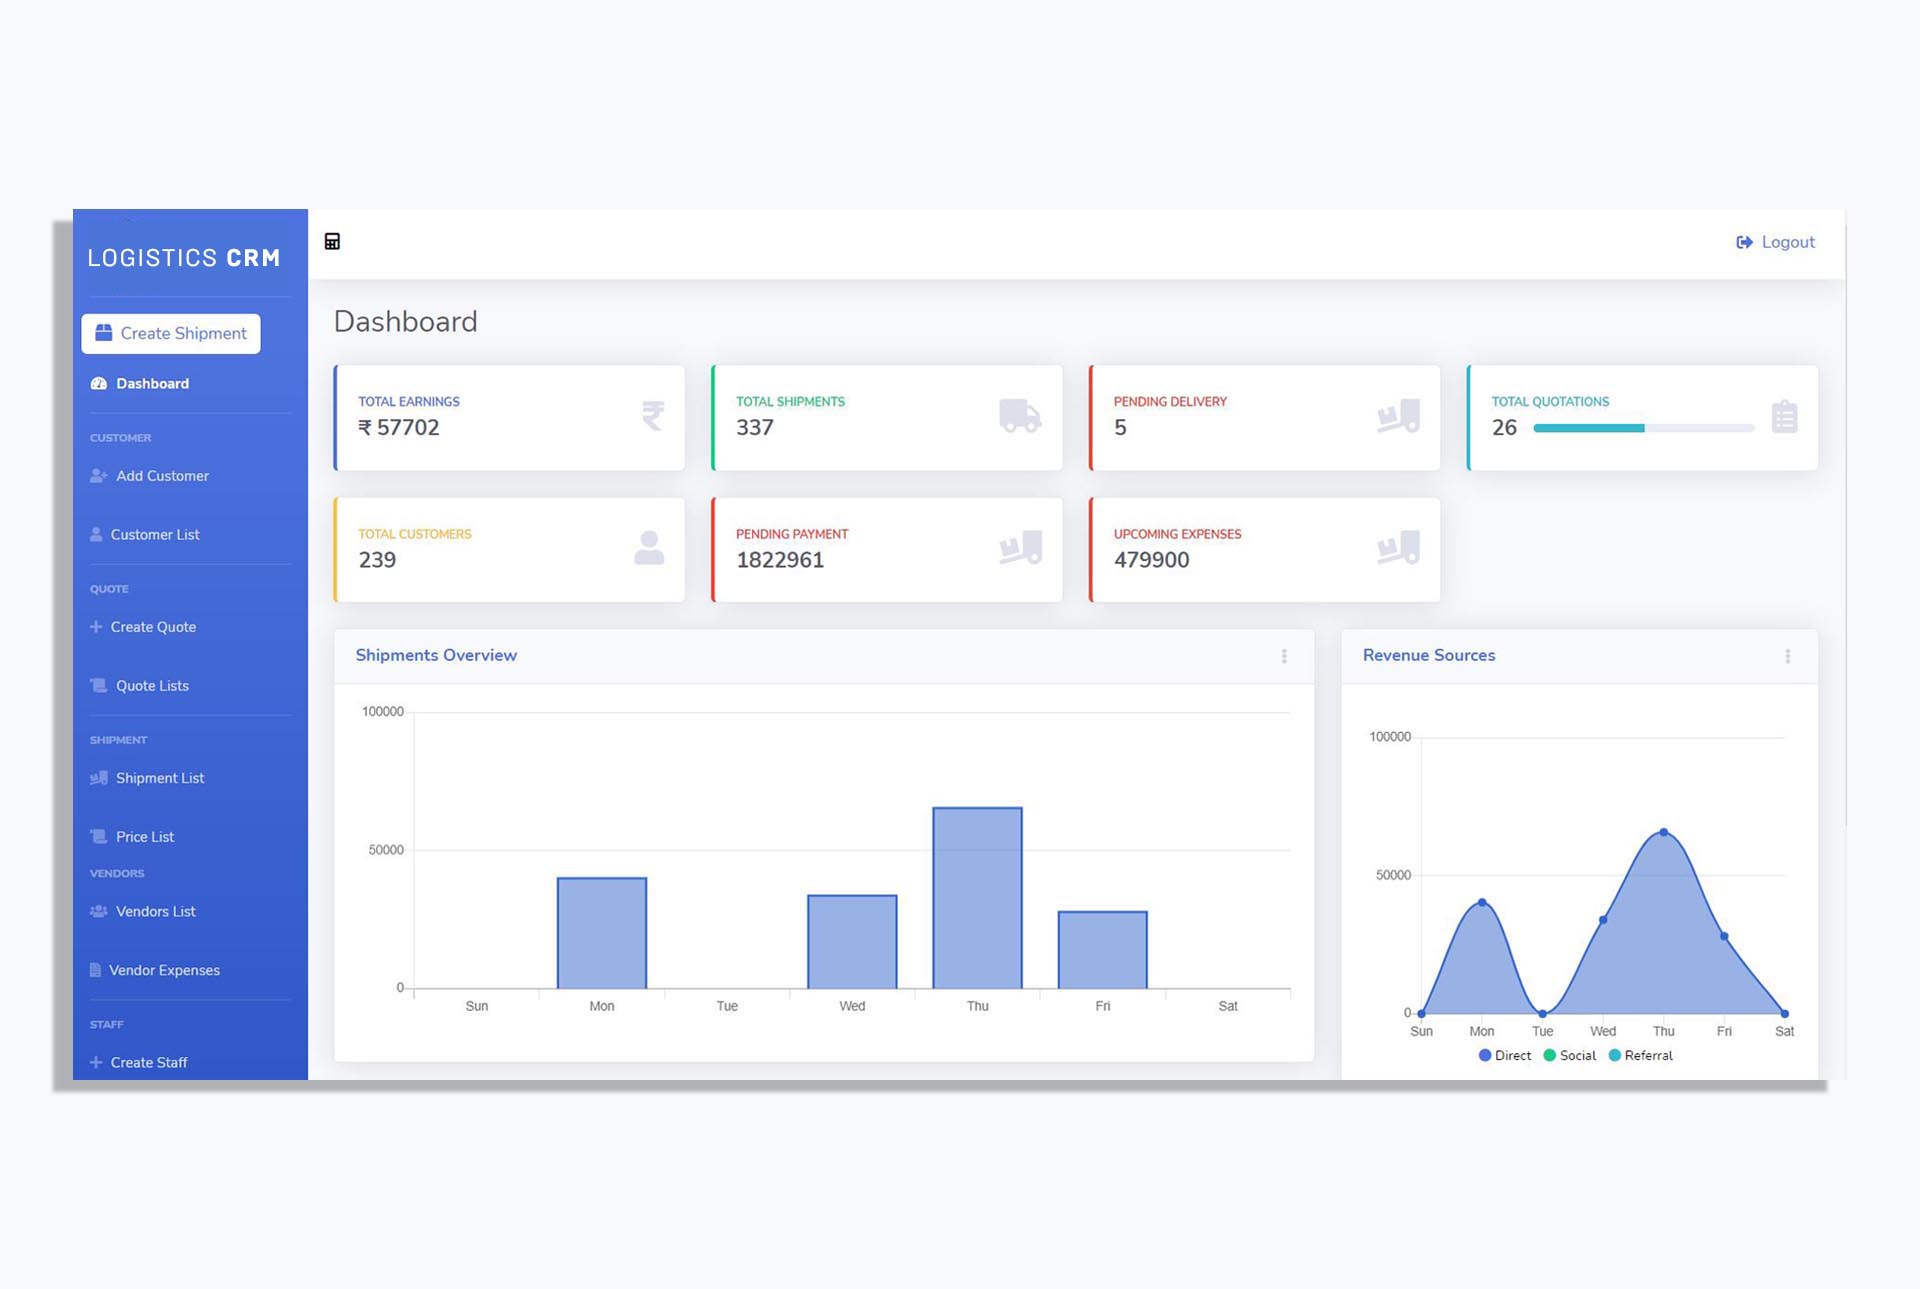 LOGISTICS CRM
Create Shipment
Dashboard
CUSTOMER
Add Customer
Customer List
QUOTE
Create Quote
Quote Lists
SHIPMENT
Shipment List
Price List
VENDORS
Vendors List
Vendor Expenses
STAFF
Create Staff
Logout
Dashboard
TOTAL EARNINGS
₹ 57702
TOTAL SHIPMENTS
337
PENDING DELIVERY
5
TOTAL QUOTATIONS
26
TOTAL CUSTOMERS
239
PENDING PAYMENT
1822961
UPCOMING EXPENSES
479900
Shipments Overview
100000
50000
0
Sun Mon Tue Wed Thu Fri Sat
Revenue Sources
100000
50000
0
Sun Mon Tue Wed Thu Fri Sat
Direct Social Referral